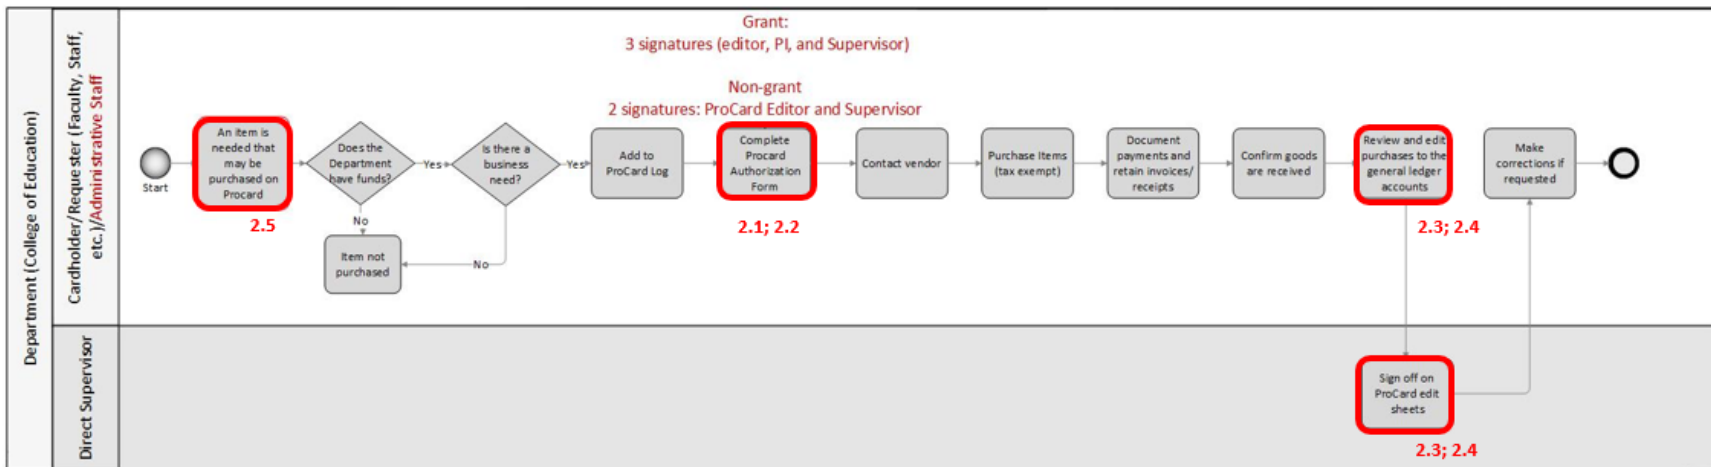 Department (College of Education)
Cardholder/Requester (Faculty, Staff,
etc.)/Administrative Staff
Direct Supervisor
Grant:
3 signatures (editor, PI, and Supervisor)
Non-grant
2 signatures: ProCard Editor and Supervisor
Start
An item is
needed that
may be
purchased on
Procard
2.5
Does the
Department
have funds?
Yes
No
Item not
purchased
Is there a
business
need?
Yes
No
Add to
ProCard Log
Complete
Procard
Authorization
Form
2.1; 2.2
Contact vendor
Purchase Items
(tax exempt)
Document
payments and
retain invoices/
receipts
Confirm goods
are received
Review and edit
purchases to the
general ledger
accounts
2.3; 2.4
Make
corrections if
requested
Sign off on
ProCard edit
sheets
2.3; 2.4